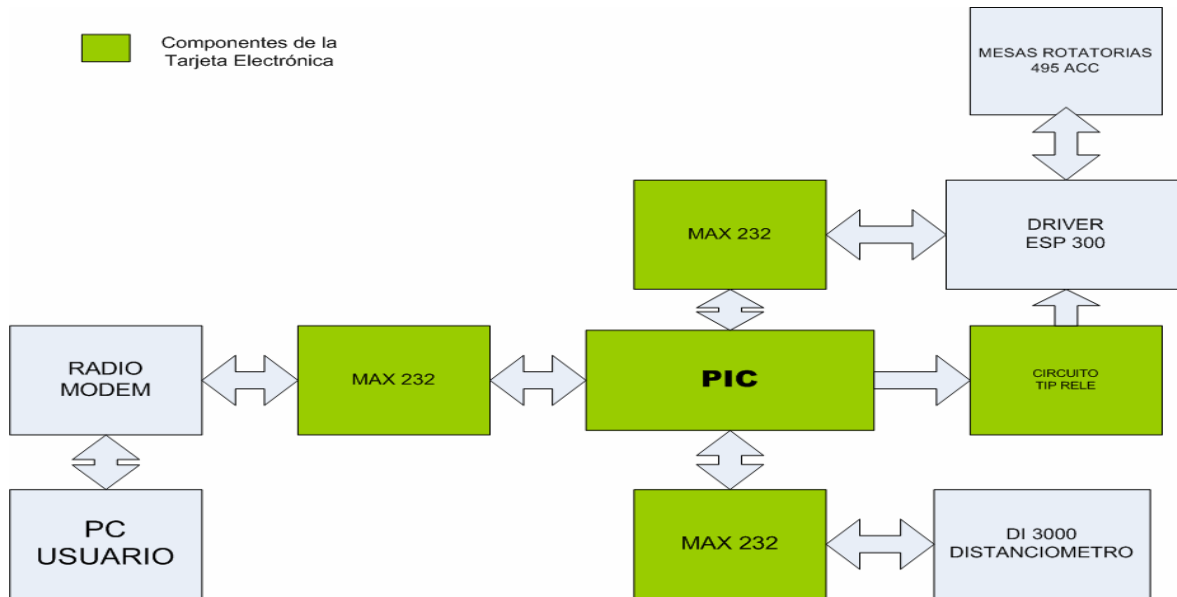 Componentes de la
Tarjeta Electrónica
MESAS ROTATORIAS
495 ACC
MAX 232
DRIVER
ESP 300
RADIO
MODEM
MAX 232
PIC
CIRCUITO
TIP RELE
PC
USUARIO
MAX 232
DI 3000
DISTANCIOMETRO